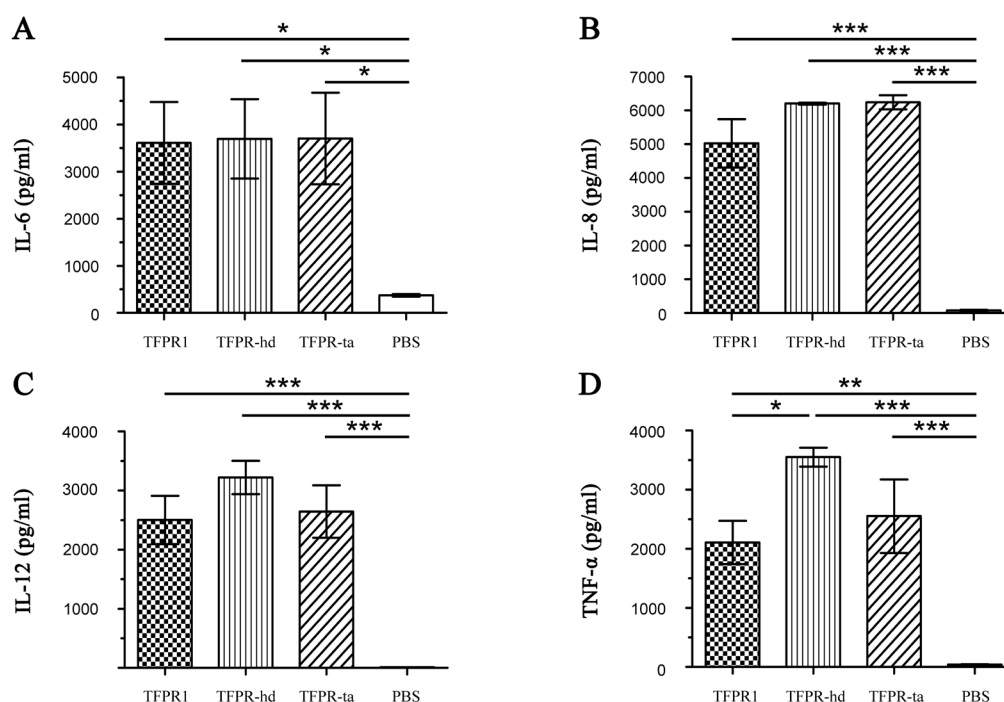 A
*
*
*
IL-6 (pg/ml)
5000
4000
3000
2000
1000
0
TFPR1 TFPR-hd TFPR-ta PBS
B
***
***
***
IL-8 (pg/ml)
7000
6000
5000
4000
3000
2000
1000
0
TFPR1 TFPR-hd TFPR-ta PBS
C
***
***
***
IL-12 (pg/ml)
4000
3000
2000
1000
TFPR1 TFPR-hd TFPR-ta PBS
D
**
* ***
***
TNF-α (pg/ml)
4000
3000
2000
1000
0
TFPR1 TFPR-hd TFPR-ta PBS